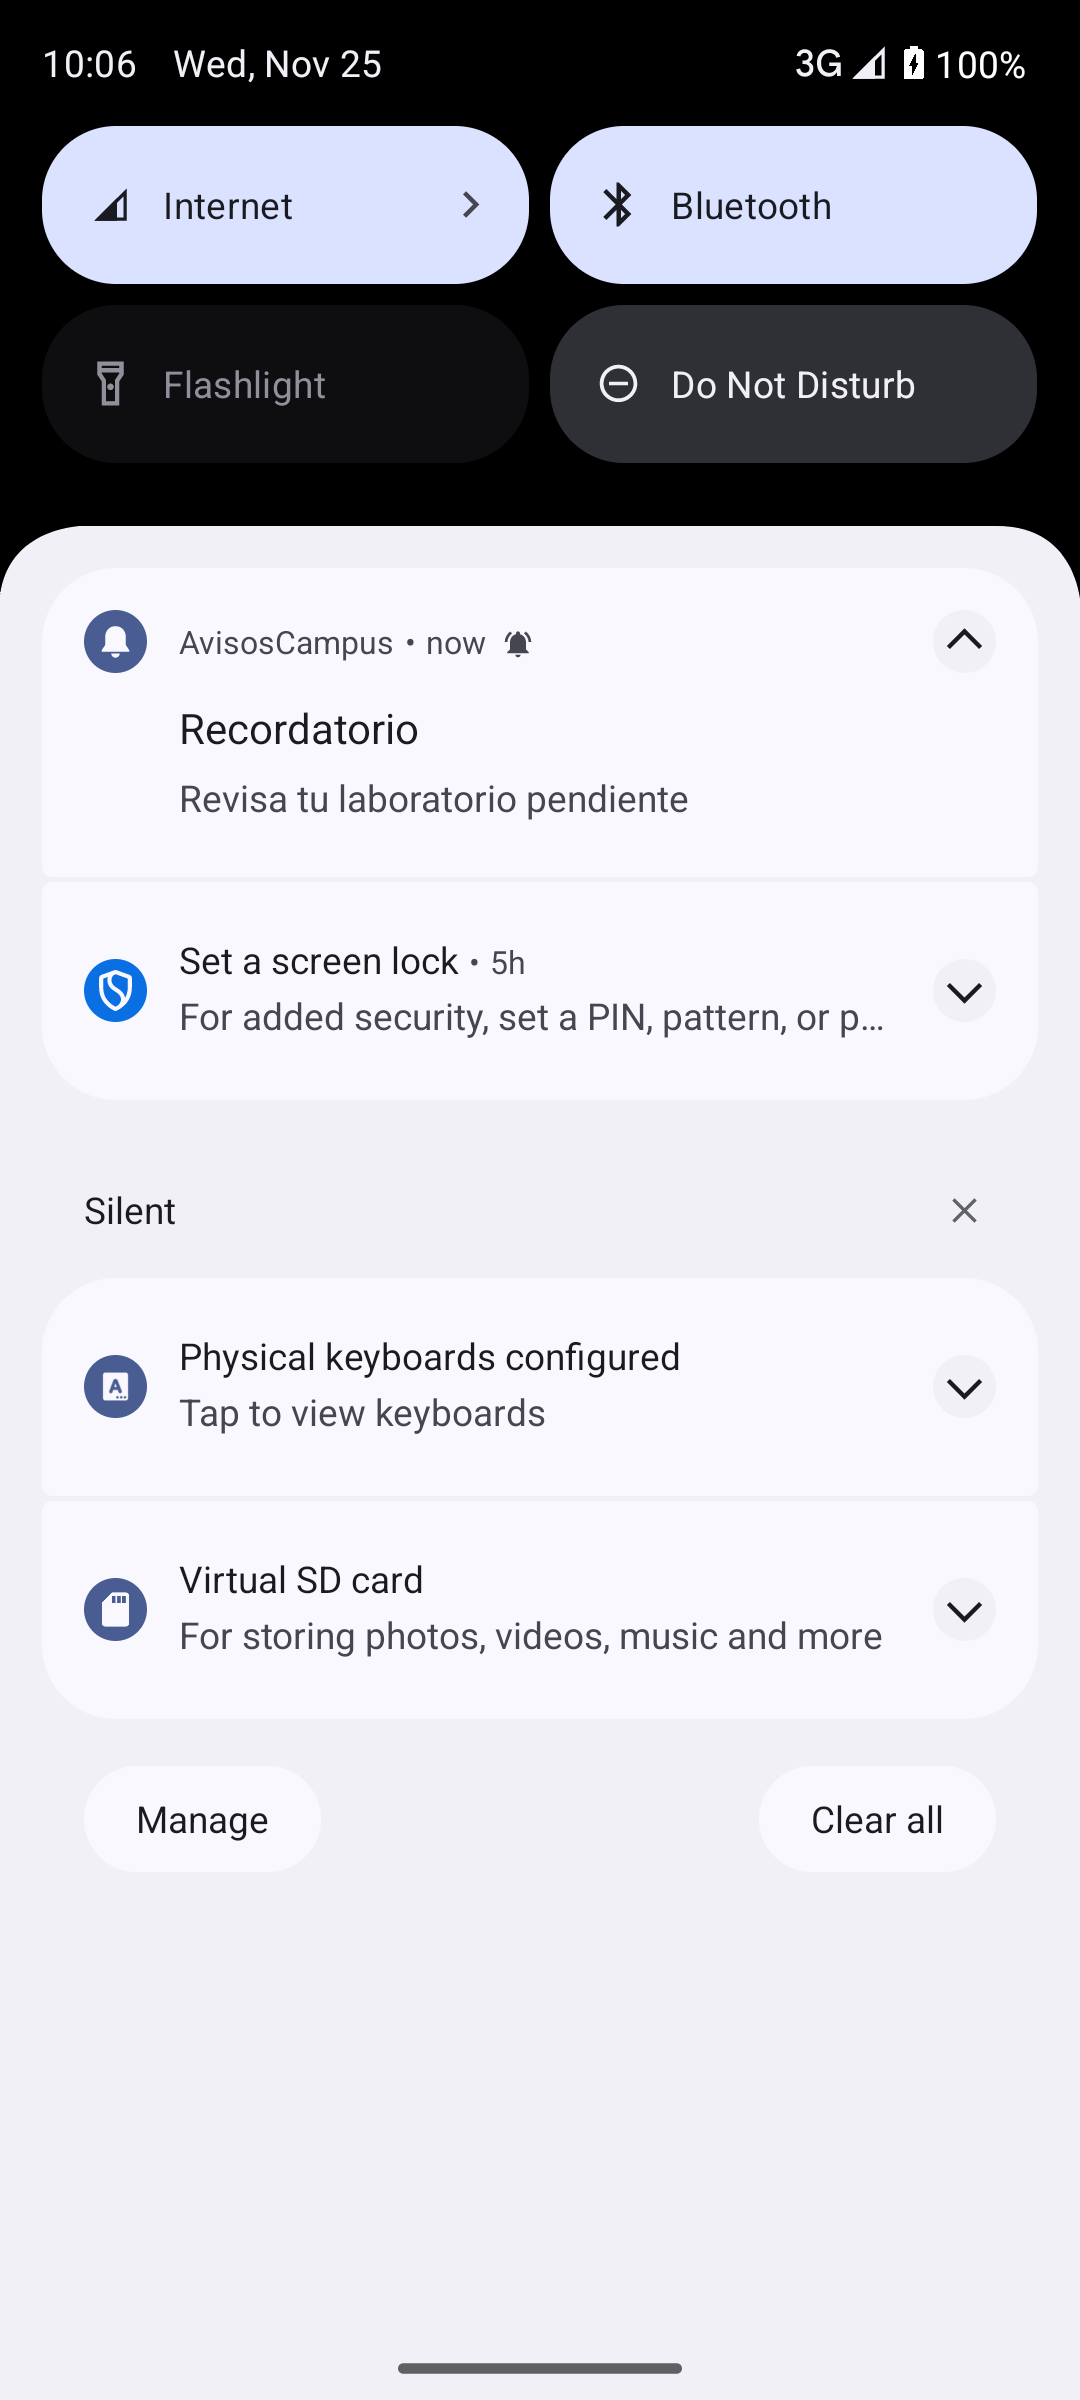 10:06 Wed, Nov 25 3G 100%
Internet Bluetooth
Flashlight Do Not Disturb
AvisosCampus • now
Recordatorio
Revisa tu laboratorio pendiente
Set a screen lock • 5h
For added security, set a PIN, pattern, or p…
Silent
Physical keyboards configured
Tap to view keyboards
Virtual SD card
For storing photos, videos, music and more
Manage Clear all